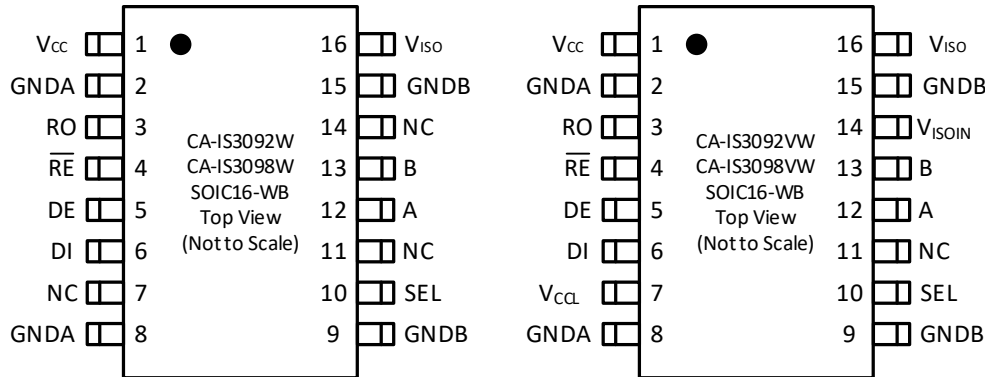 VCC 1 16 VISO
GNDA 2 15 GNDB
RO 3 14 NC
RE 4 13 B
DE 5 12 A
DI 6 11 NC
NC 7 10 SEL
GNDA 8 9 GNDB
CA-IS3092W
CA-IS3098W
SOIC16-WB
Top View
(Not to Scale)
VCC 1 16 VISO
GNDA 2 15 GNDB
RO 3 14 VISOIN
RE 4 13 B
DE 5 12 A
DI 6 11 NC
VCCL 7 10 SEL
GNDA 8 9 GNDB
CA-IS3092VW
CA-IS3098VW
SOIC16-WB
Top View
(Not to Scale)